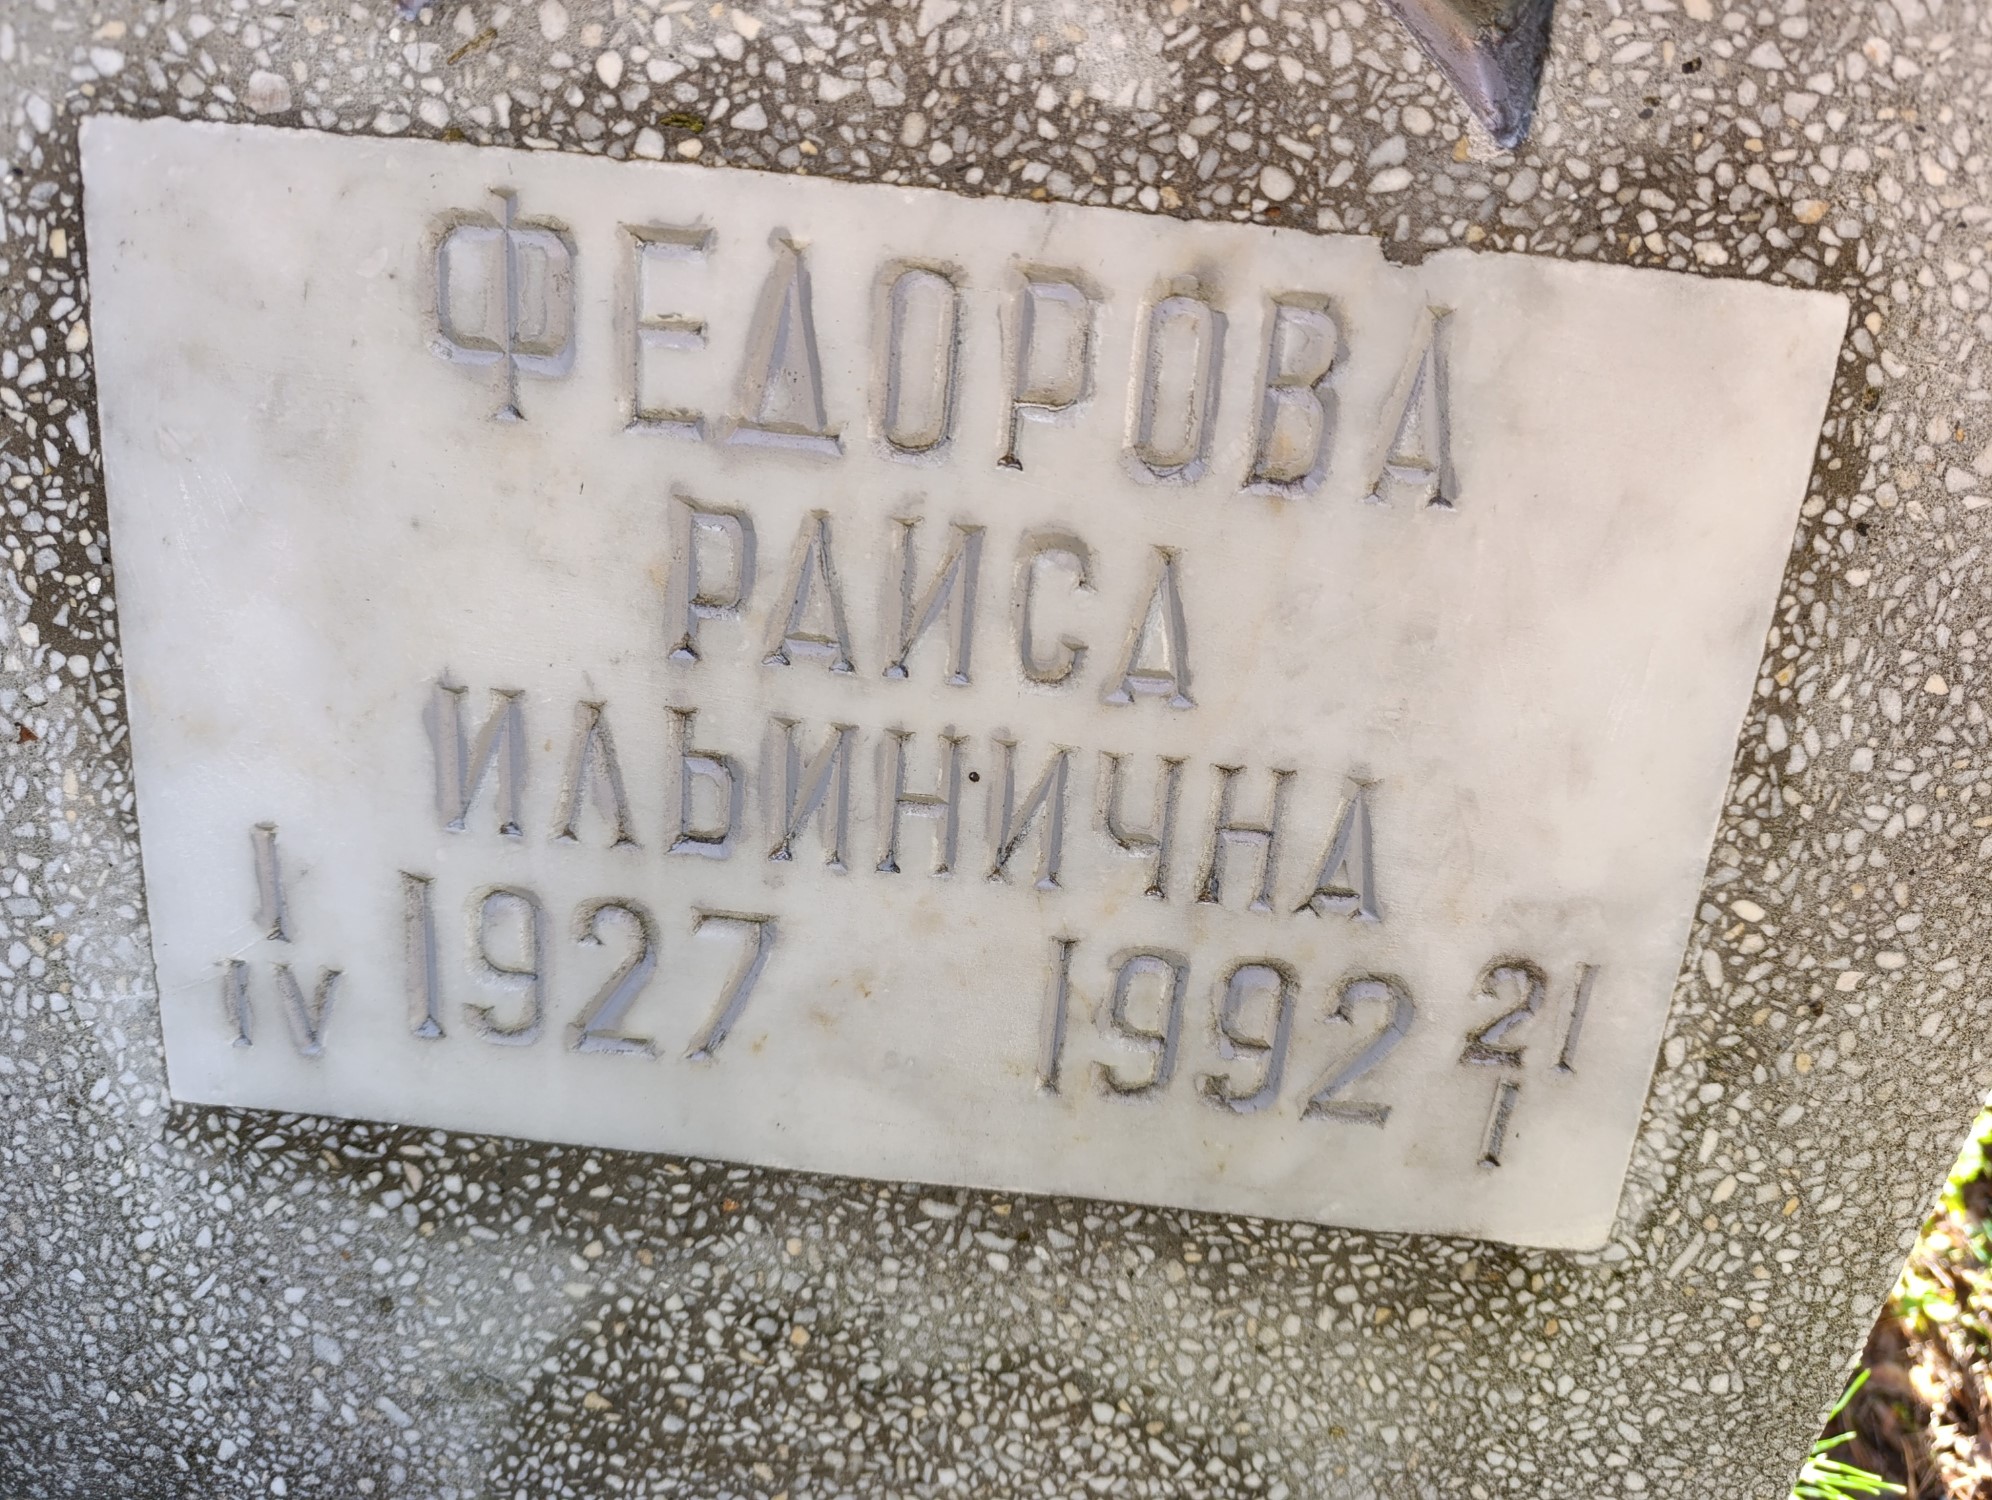 ФЕДОРОВА
РАИСА
ИЛЬИНИЧНА
I
IV 1927 1992 21
I